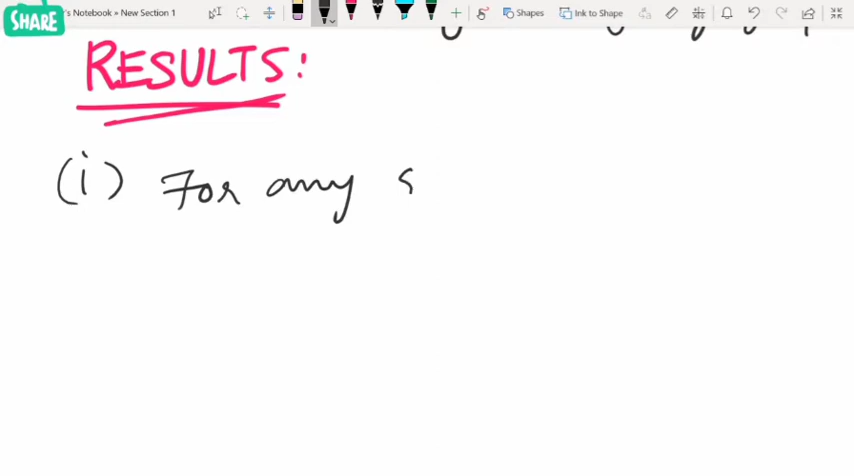 SHARE
's Notebook » New Section 1
Shapes
Ink to Shape
RESULTS:
(i) For any s